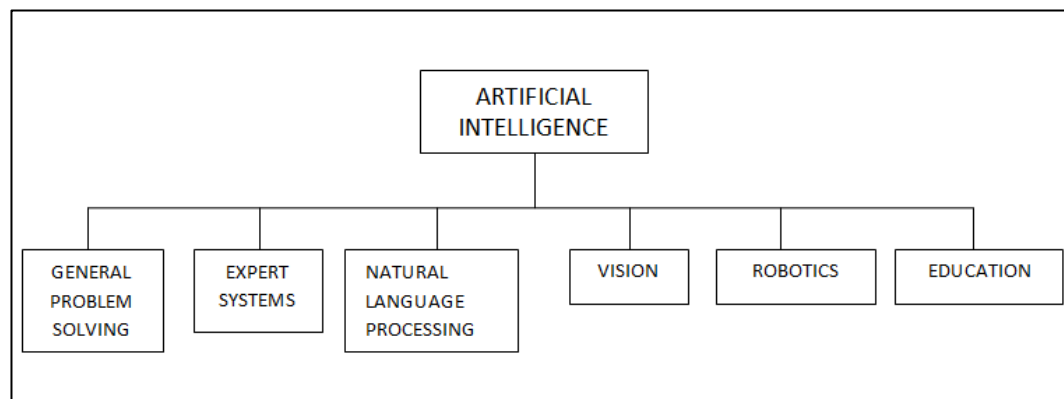 ARTIFICIAL
INTELLIGENCE
GENERAL
PROBLEM
SOLVING
EXPERT
SYSTEMS
NATURAL
LANGUAGE
PROCESSING
VISION
ROBOTICS
EDUCATION